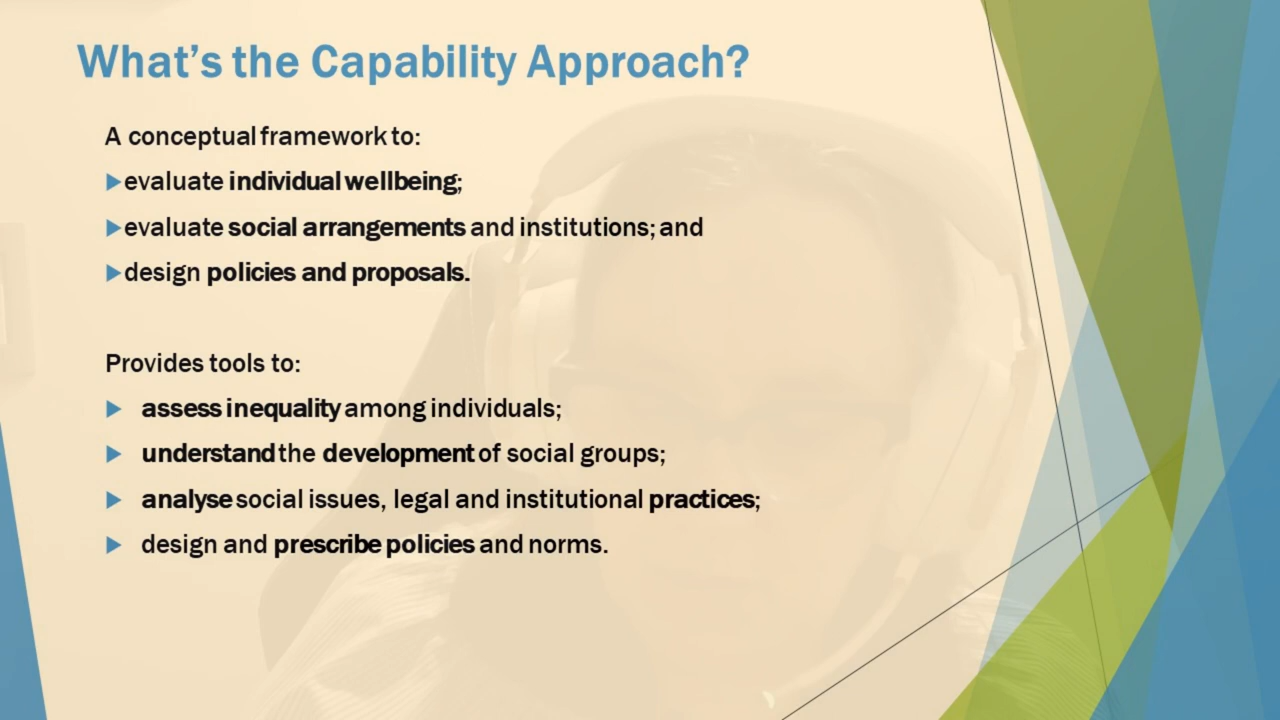 What's the Capability Approach?
A conceptual framework to:
evaluate individual wellbeing;
evaluate social arrangements and institutions; and
design policies and proposals.
Provides tools to:
assess inequality among individuals;
understand the development of social groups;
analyse social issues, legal and institutional practices;
design and prescribe policies and norms.